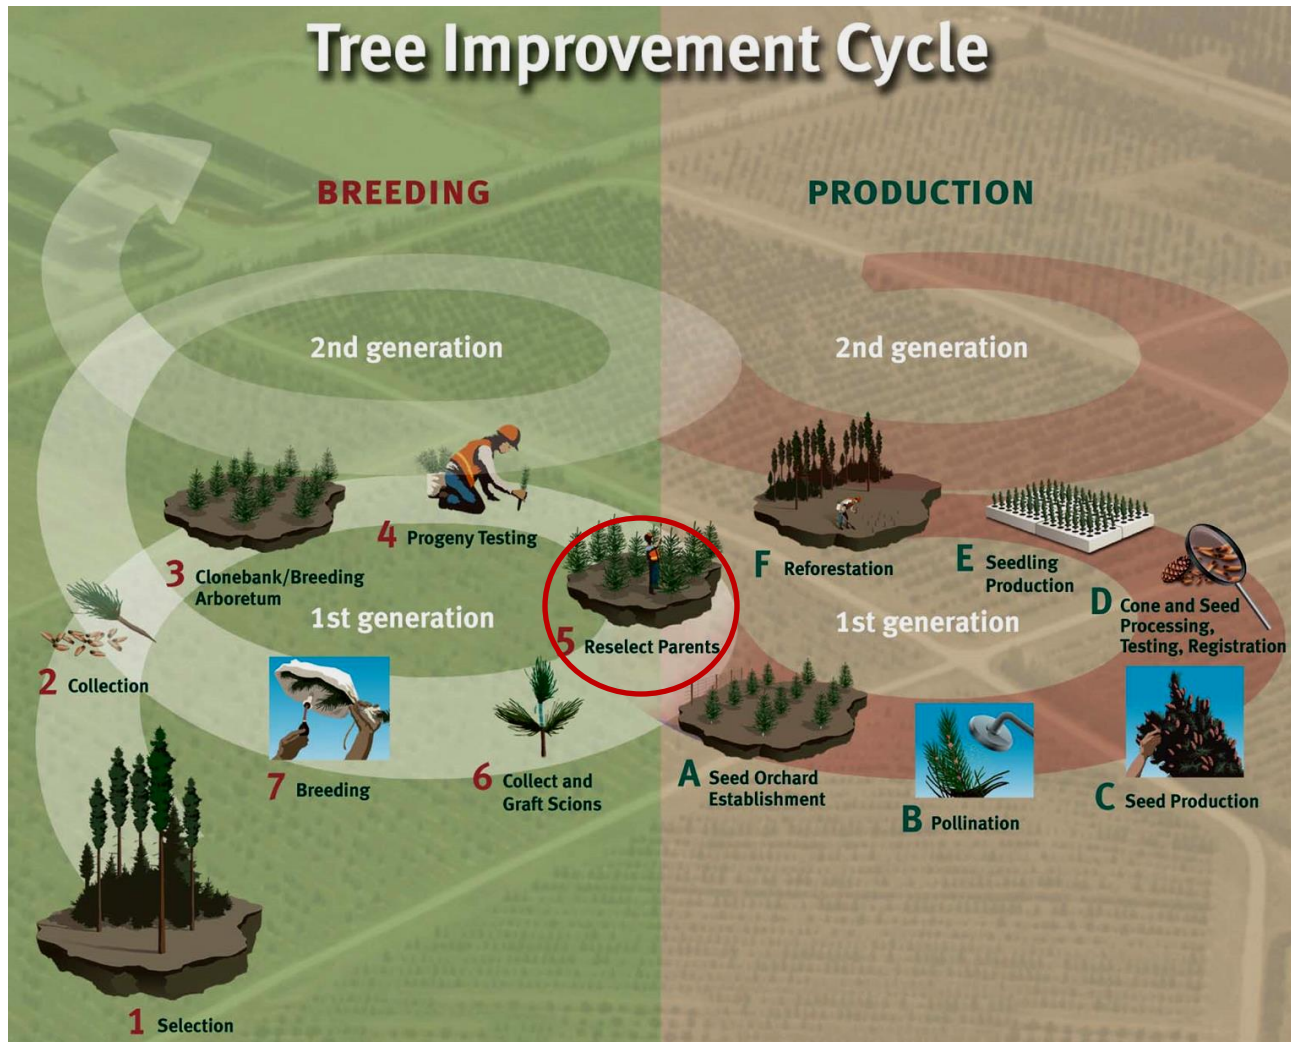 Tree Improvement Cycle
BREEDING
PRODUCTION
2nd generation
2nd generation
4 Progeny Testing
3 Clonebank/Breeding
Arboretum
1st generation
5 Reselect Parents
2 Collection
7 Breeding
6 Collect and
Graft Scions
1 Selection
F Reforestation
E Seedling
Production
D Cone and Seed
Processing,
Testing, Registration
1st generation
A Seed Orchard
Establishment
B Pollination
C Seed Production